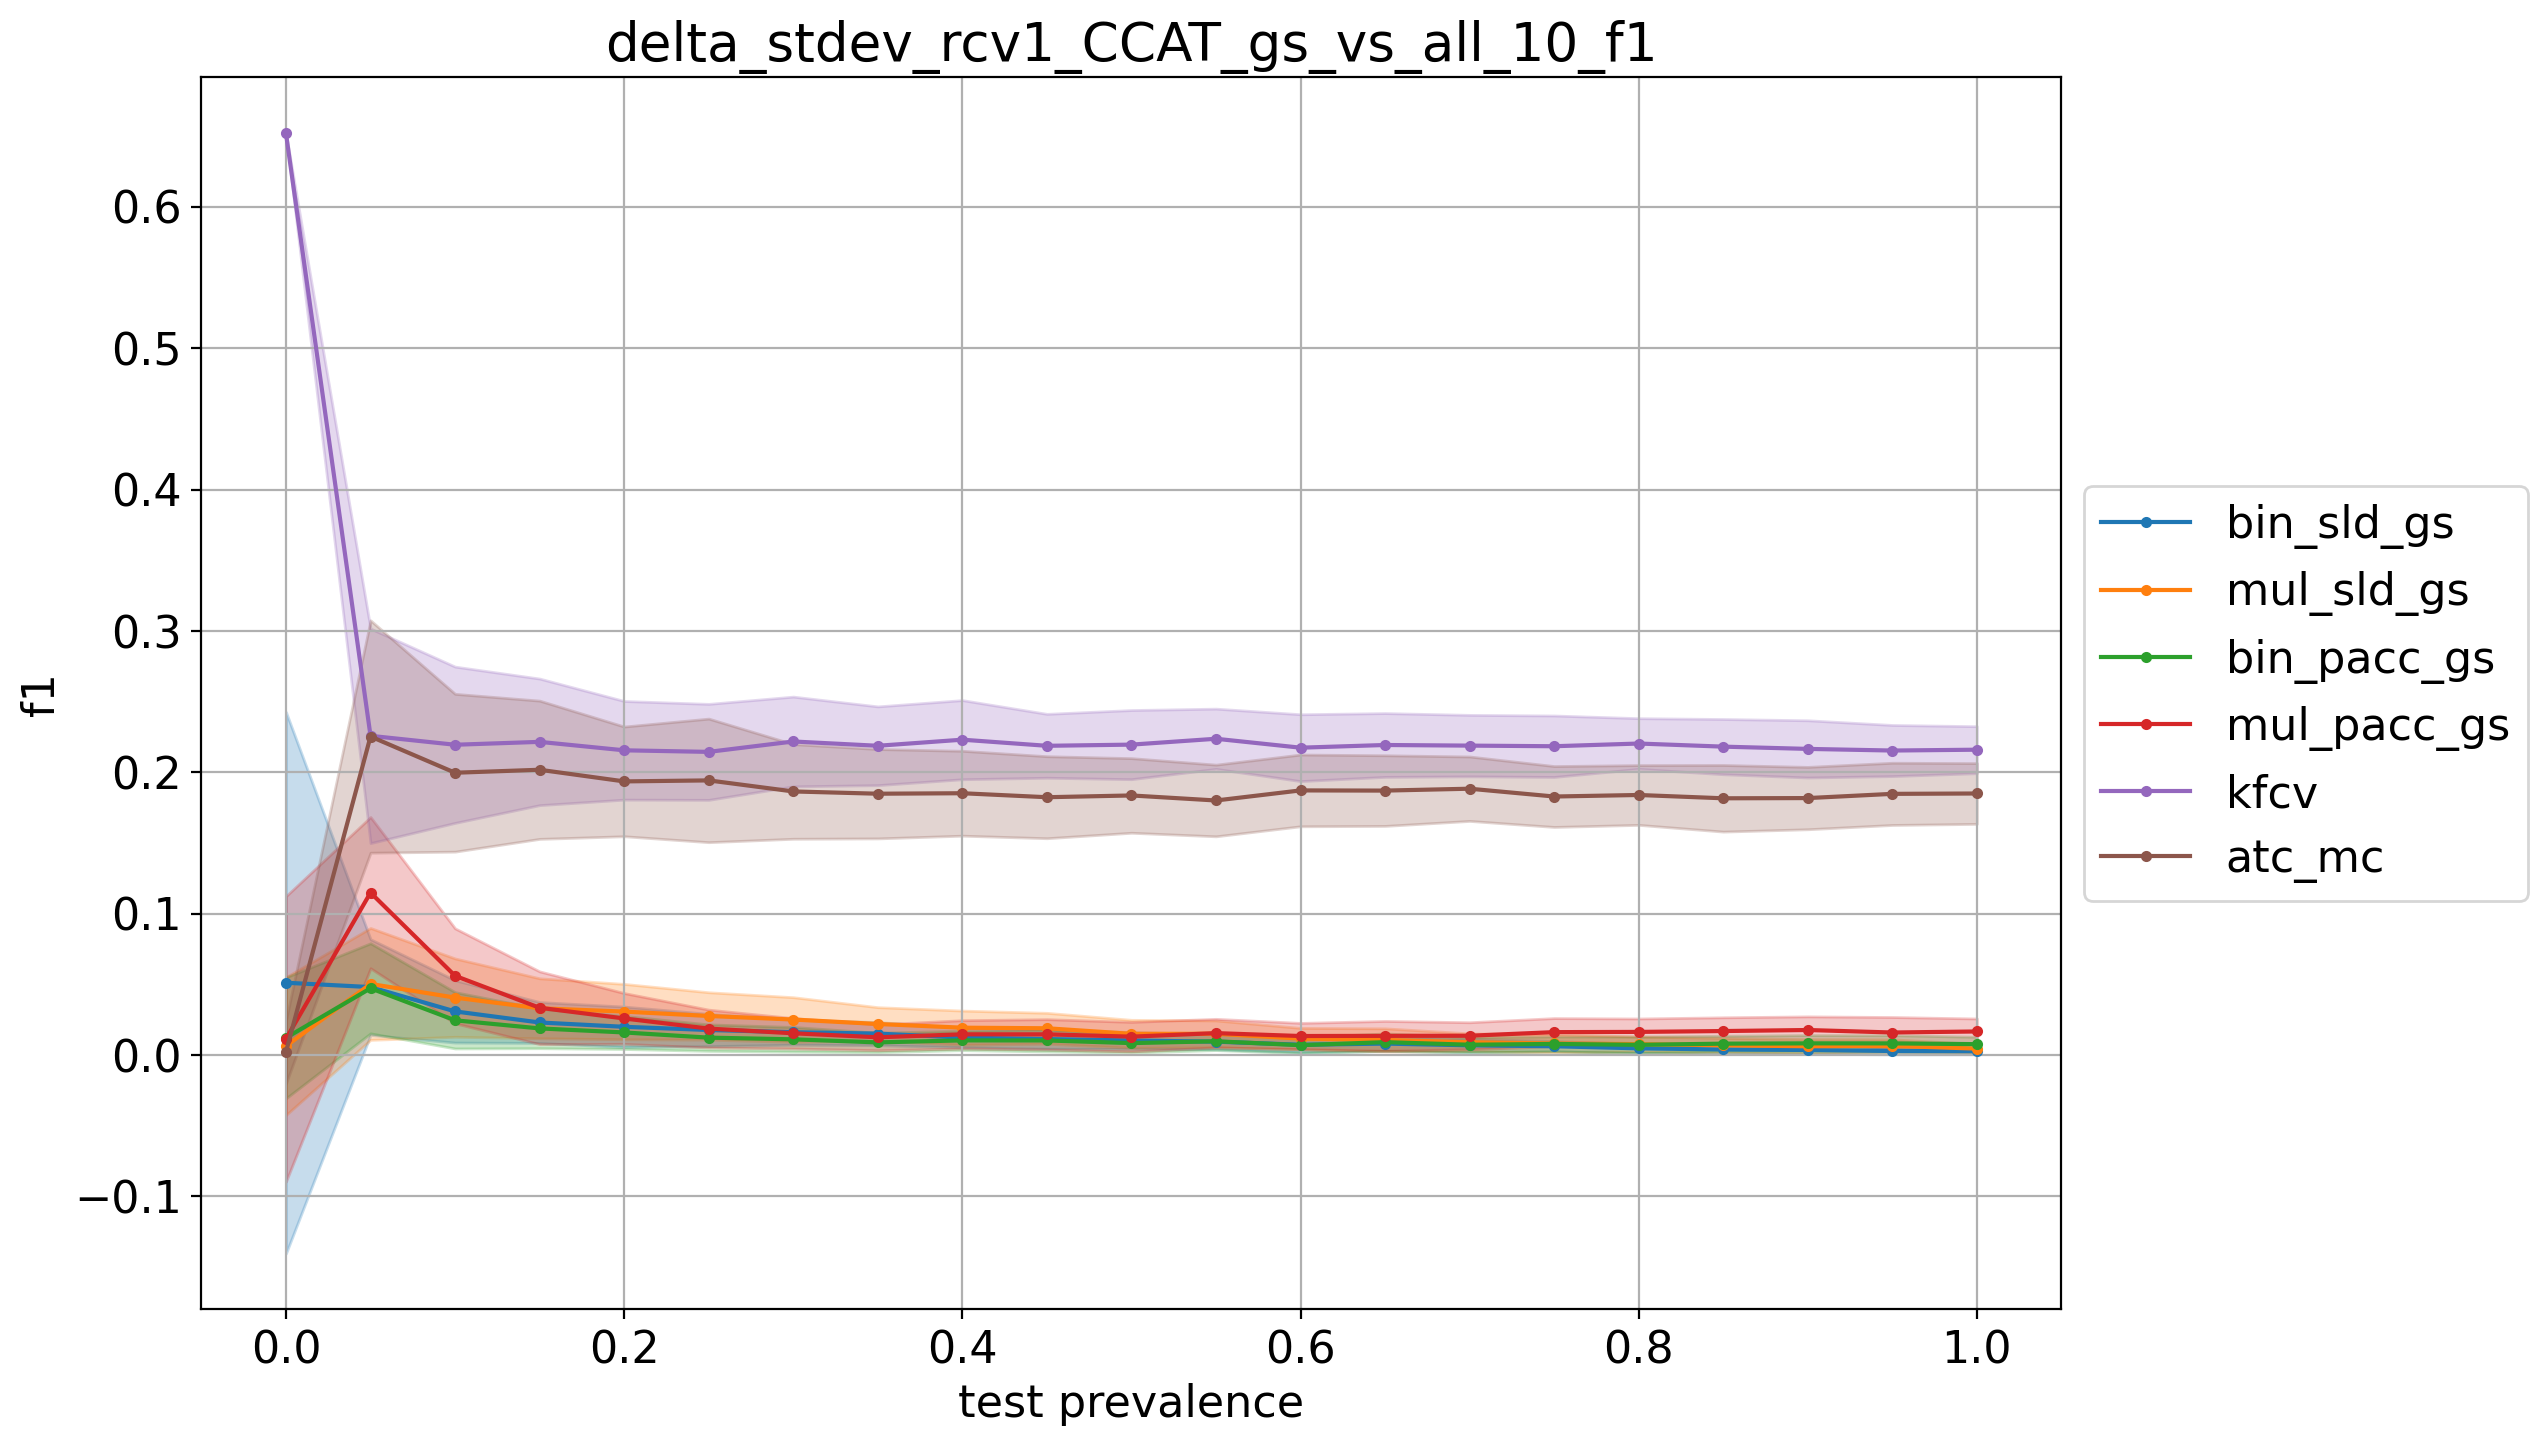 delta_stdev_rcv1_CCAT_gs_vs_all_10_f1
f1
0.6
0.5
0.4
0.3
0.2
0.1
0.0
−0.1
0.0 0.2 0.4 0.6 0.8 1.0
test prevalence
bin_sld_gs
mul_sld_gs
bin_pacc_gs
mul_pacc_gs
kfcv
atc_mc